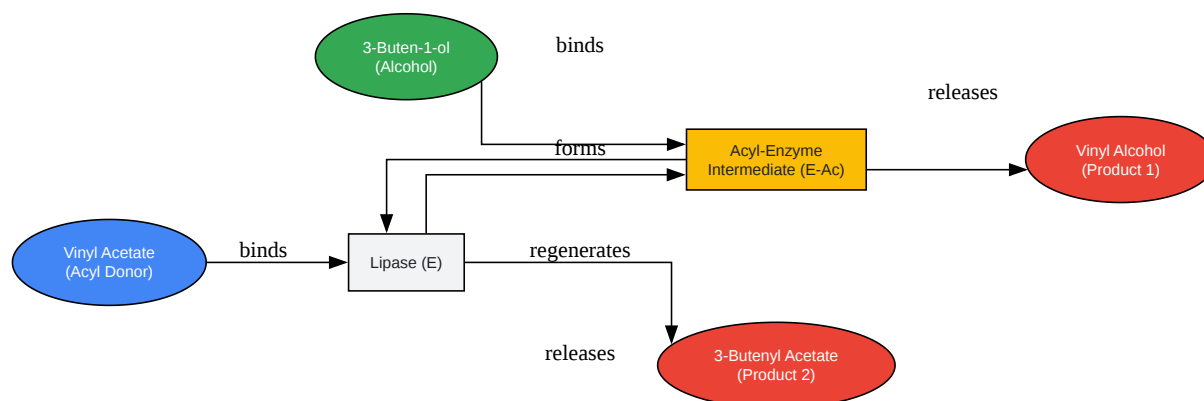 3-Buten-1-ol
(Alcohol)
binds
releases
forms
Acyl-Enzyme
Intermediate (E-Ac)
Vinyl Alcohol
(Product 1)
Vinyl Acetate
(Acyl Donor)
binds
Lipase (E)
regenerates
releases
3-Butenyl Acetate
(Product 2)